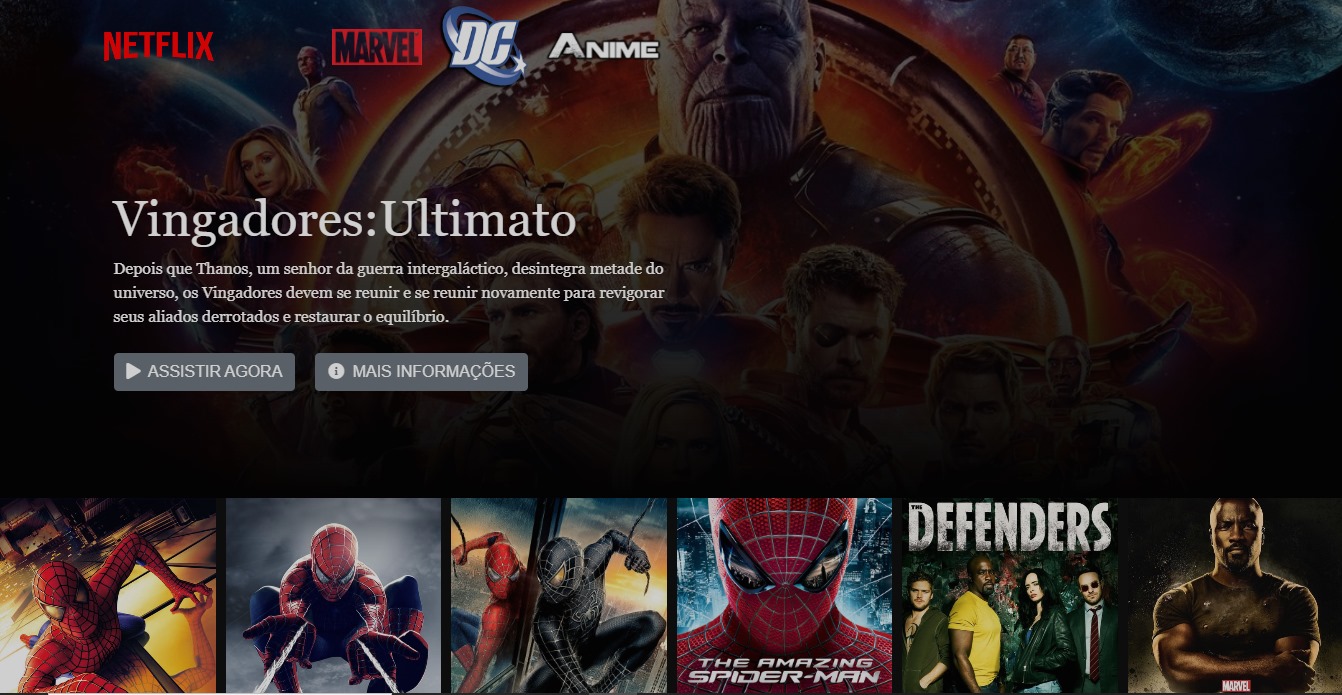 NETFLIX
MARVEL
DC
ANIME
Vingadores:Ultimato
Depois que Thanos, um senhor da guerra intergaláctico, desintegra metade do
universo, os Vingadores devem se reunir e se reunir novamente para revigorar
seus aliados derrotados e restaurar o equilíbrio.
ASSISTIR AGORA
MAIS INFORMAÇÕES
THE AMAZING
SPIDER-MAN
THE
DEFENDERS
MARVEL